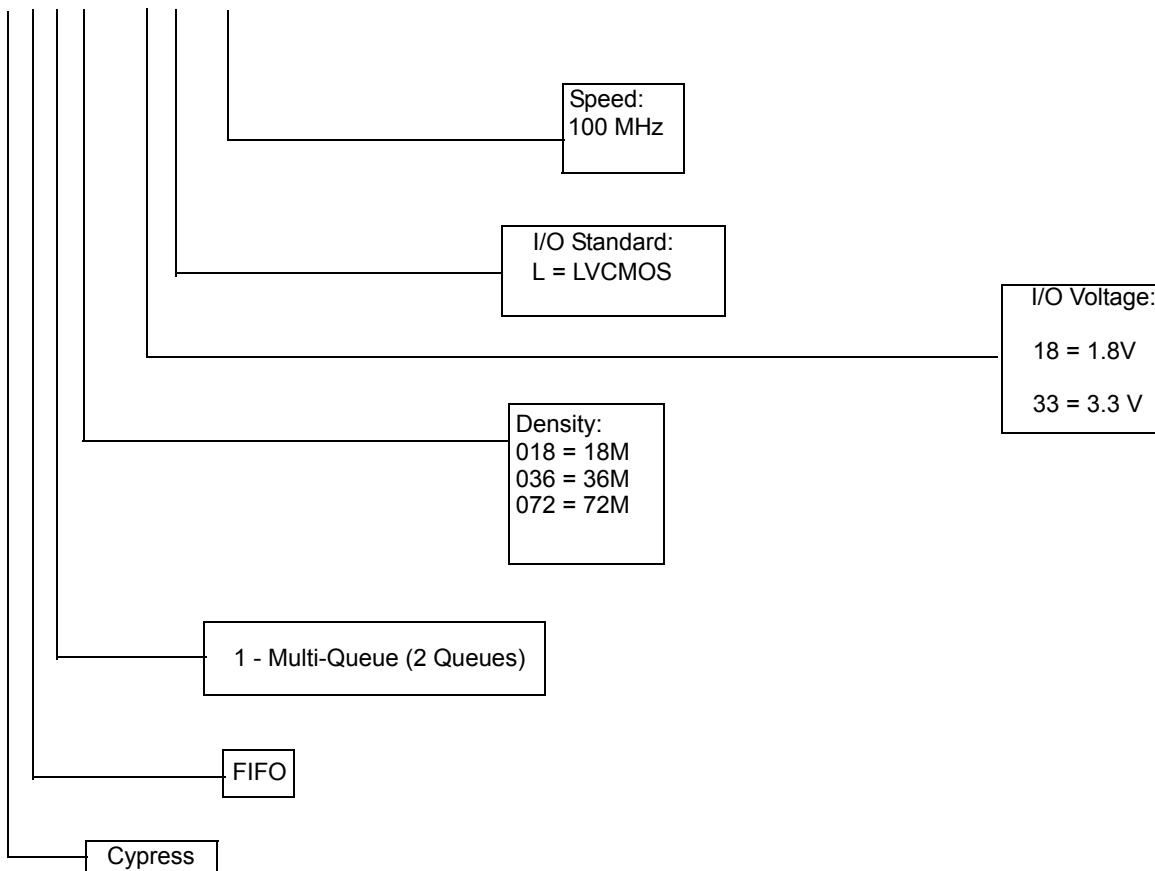 Speed:
100 MHz
I/O Standard:
L = LVCMOS
I/O Voltage:
18 = 1.8V
33 = 3.3 V
Density:
018 = 18M
036 = 36M
072 = 72M
1 - Multi-Queue (2 Queues)
FIFO
Cypress